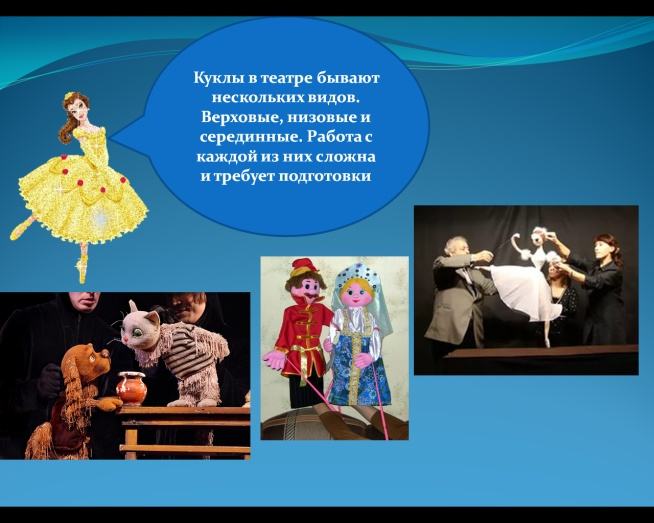 Куклы в театре бывают
нескольких видов.
Верховые, низовые и
серединные. Работа с
каждой из них сложна
и требует подготовки